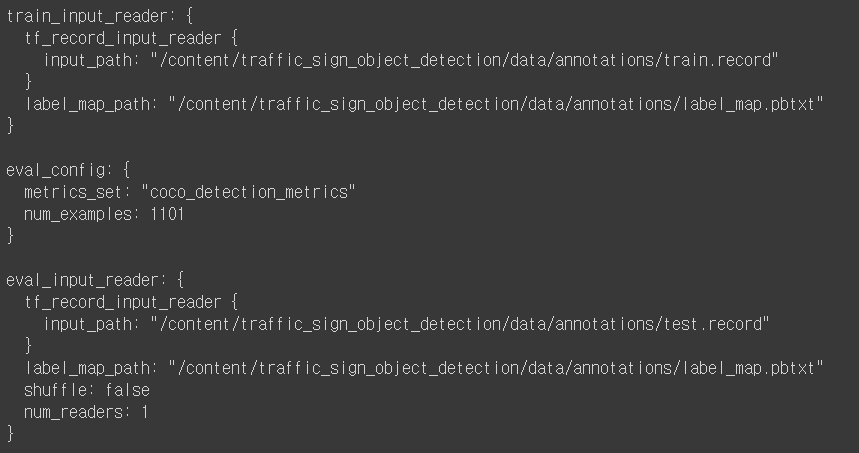 train_input_reader: {
  tf_record_input_reader {
    input_path: "/content/traffic_sign_object_detection/data/annotations/train.record"
  }
  label_map_path: "/content/traffic_sign_object_detection/data/annotations/label_map.pbtxt"
}

eval_config: {
  metrics_set: "coco_detection_metrics"
  num_examples: 1101
}

eval_input_reader: {
  tf_record_input_reader {
    input_path: "/content/traffic_sign_object_detection/data/annotations/test.record"
  }
  label_map_path: "/content/traffic_sign_object_detection/data/annotations/label_map.pbtxt"
  shuffle: false
  num_readers: 1
}